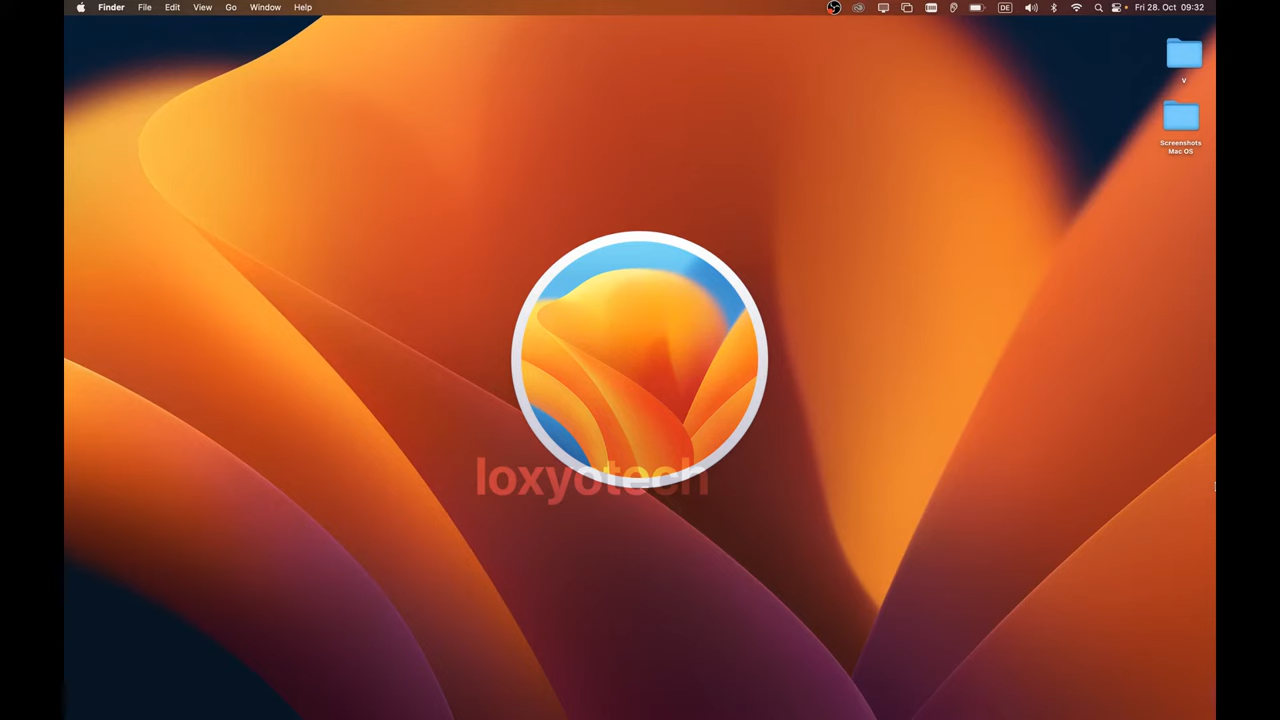 Finder File Edit View Go Window Help DE Fri 28. Oct 09:32
v
Screenshots
Mac OS
loxyotech